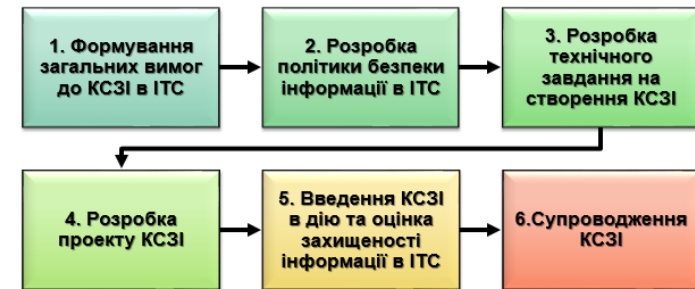 1. Формування
загальних вимог
до КСЗІ в ІТС
2. Розробка
політики безпеки
інформації в ІТС
3. Розробка
технічного
завдання на
створення КСЗІ
4. Розробка
проекту КСЗІ
5. Введення КСЗІ
в дію та оцінка
захищеності
інформації в ІТС
6.Супроводження
КСЗІ